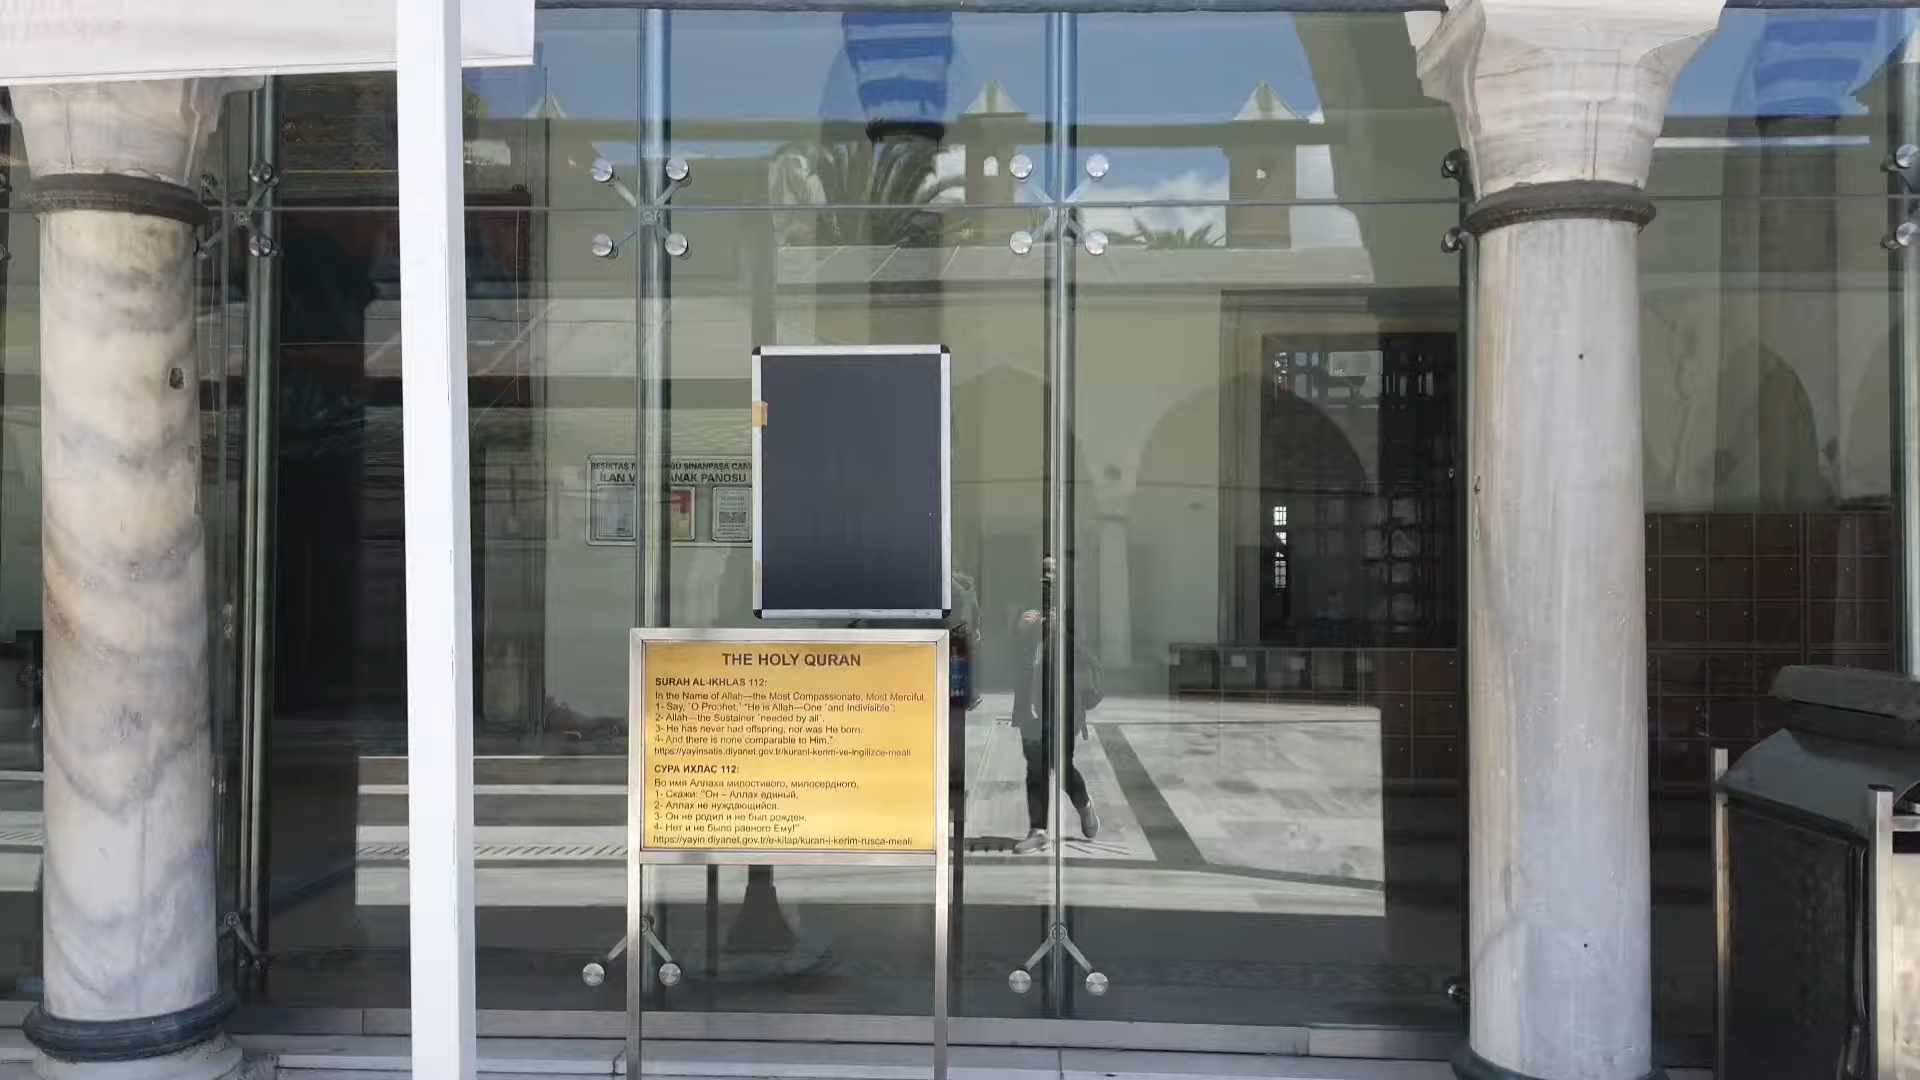 BEŞİKTAŞ SİNANPAŞA
İLAN PANOSU
THE HOLY QURAN
SURAH AL-IKHLAS 112:
In the Name of Allah—the Most Compassionate, Most Merciful.
1- Say, ˹O Prophet,˺ "He is Allah—One ˹and Indivisible˺;
2- Allah—the Sustainer ˹needed by all˺.
3- He has never had offspring, nor was He born.
4- And there is none comparable to Him."
https://yayinsatis.diyanet.gov.tr/kurani-kerim-ve-ingilizce-meali
СУРА ИХЛАС 112:
Во имя Аллаха милостивого, милосердного.
1- Скажи: "Он – Аллах единый,
2- Аллах не нуждающийся.
3- Он не родил и не был рожден,
4- Нет и не было равного Ему!"
https://yayin.diyanet.gov.tr/e-kitap/kuran-i-kerim-rusca-meali